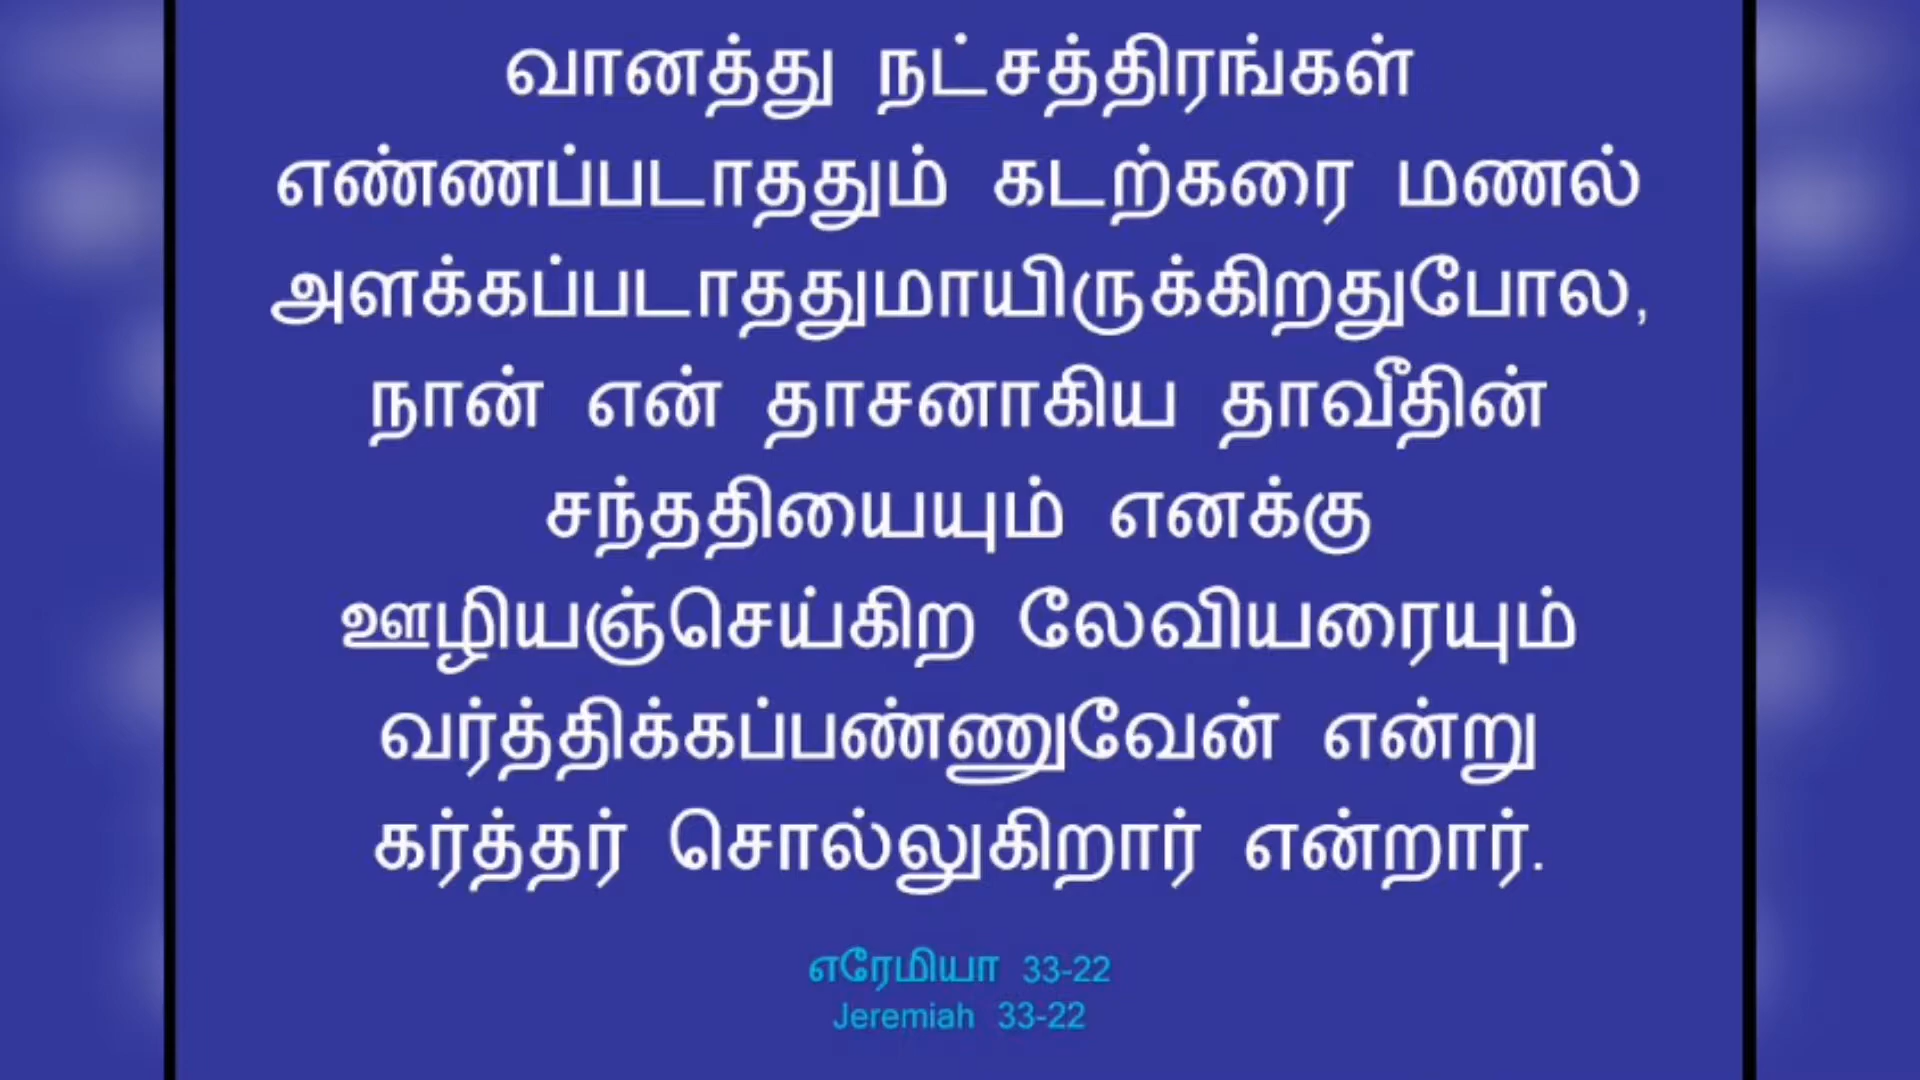 வானத்து நட்சத்திரங்கள்
எண்ணப்படாததும் கடற்கரை மணல்
அளக்கப்படாததுமாயிருக்கிறதுபோல,
நான் என் தாசனாகிய தாவீதின்
சந்ததியையும் எனக்கு
ஊழியஞ்செய்கிற லேவியரையும்
வர்த்திக்கப்பண்ணுவேன் என்று
கர்த்தர் சொல்லுகிறார் என்றார்.
எரேமியா 33-22
Jeremiah 33-22